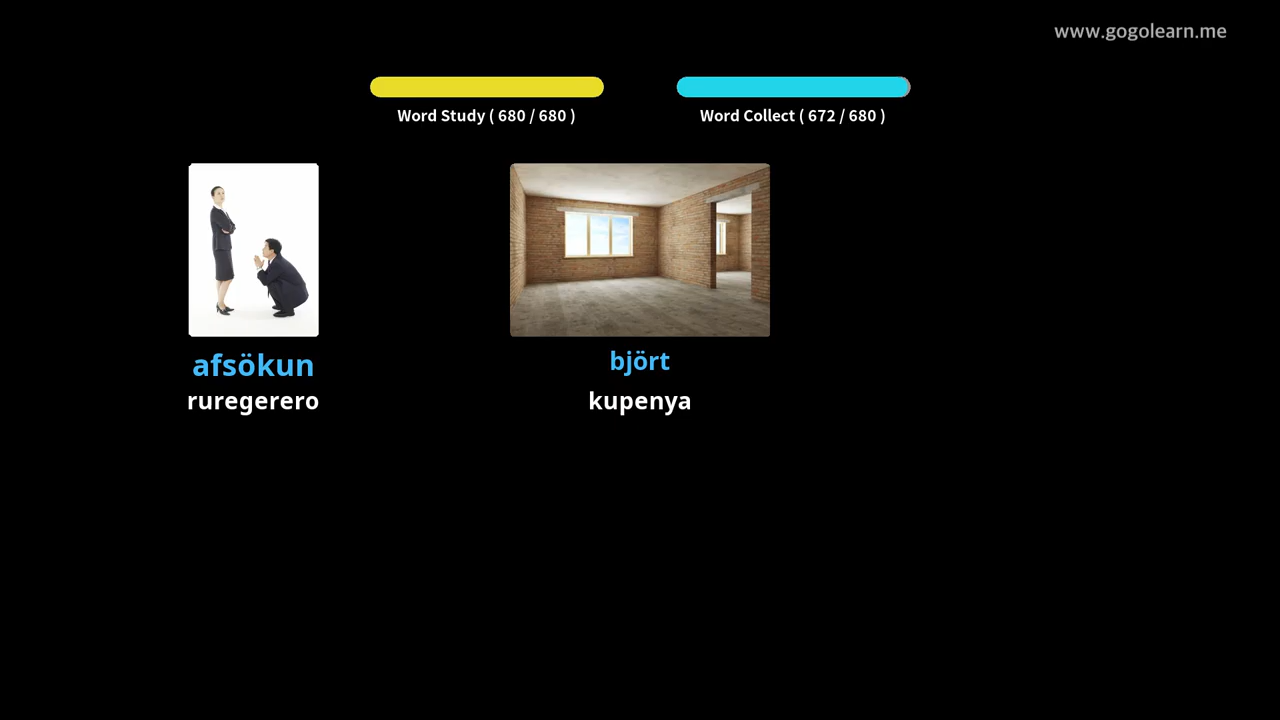 www.gogolearn.me
Word Study ( 680 / 680 )
Word Collect ( 672 / 680 )
afsökun
ruregerero
björt
kupenya